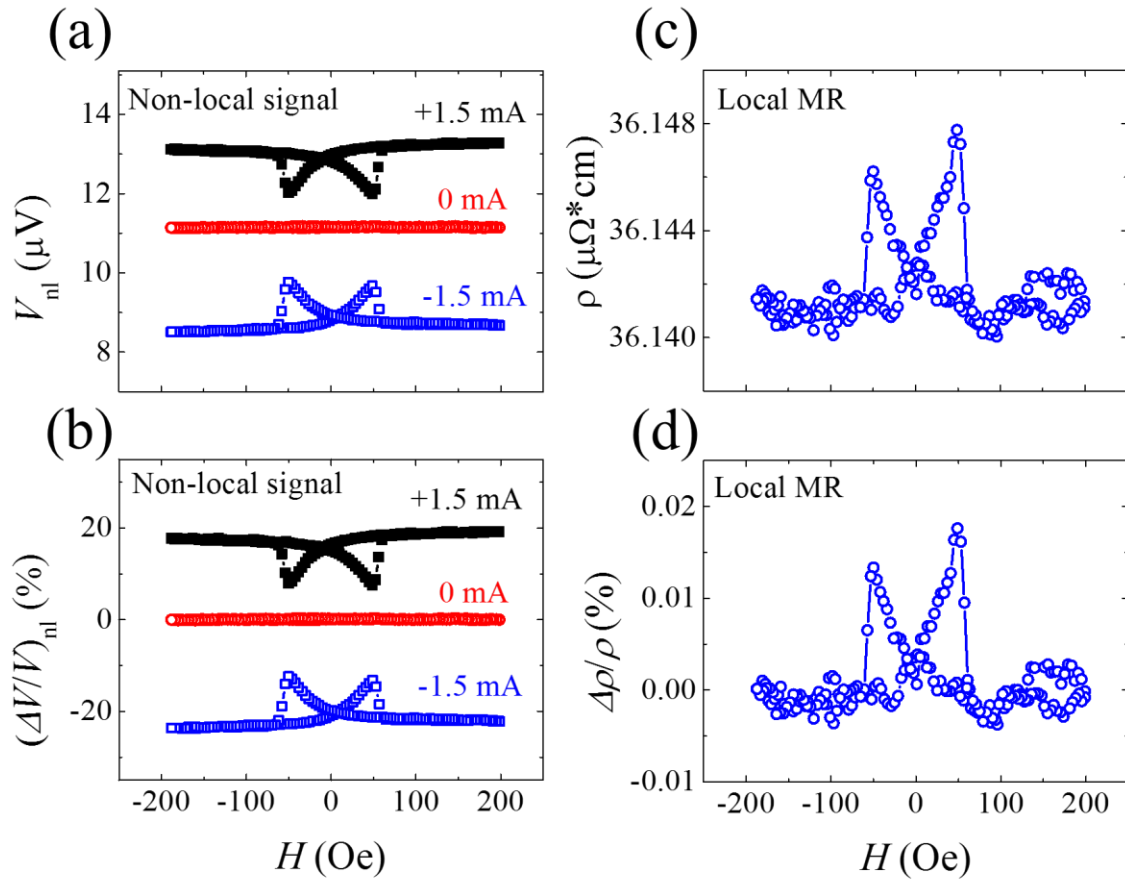 (a)
Non-local signal
+1.5 mA
0 mA
-1.5 mA
14
12
10
8
V_nl (µV)
(b)
Non-local signal
+1.5 mA
0 mA
-1.5 mA
20
0
-20
(ΔV/V)_nl (%)
-200 -100 0 100 200
H (Oe)
(c)
Local MR
36.148
36.144
36.140
ρ (µΩ*cm)
(d)
Local MR
0.02
0.01
0.00
-0.01
Δρ/ρ (%)
-200 -100 0 100 200
H (Oe)